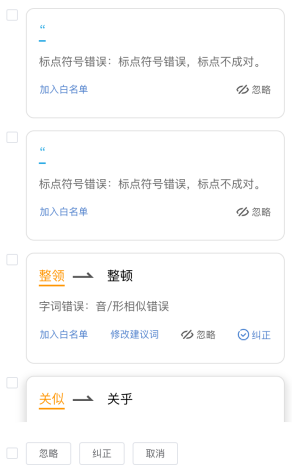 “
标点符号错误：标点符号错误，标点不成对。
加入白名单 忽略
“
标点符号错误：标点符号错误，标点不成对。
加入白名单 忽略
整领 整顿
字词错误：音/形相似错误
加入白名单 修改建议词 忽略 纠正
关似 关乎
忽略 纠正 取消